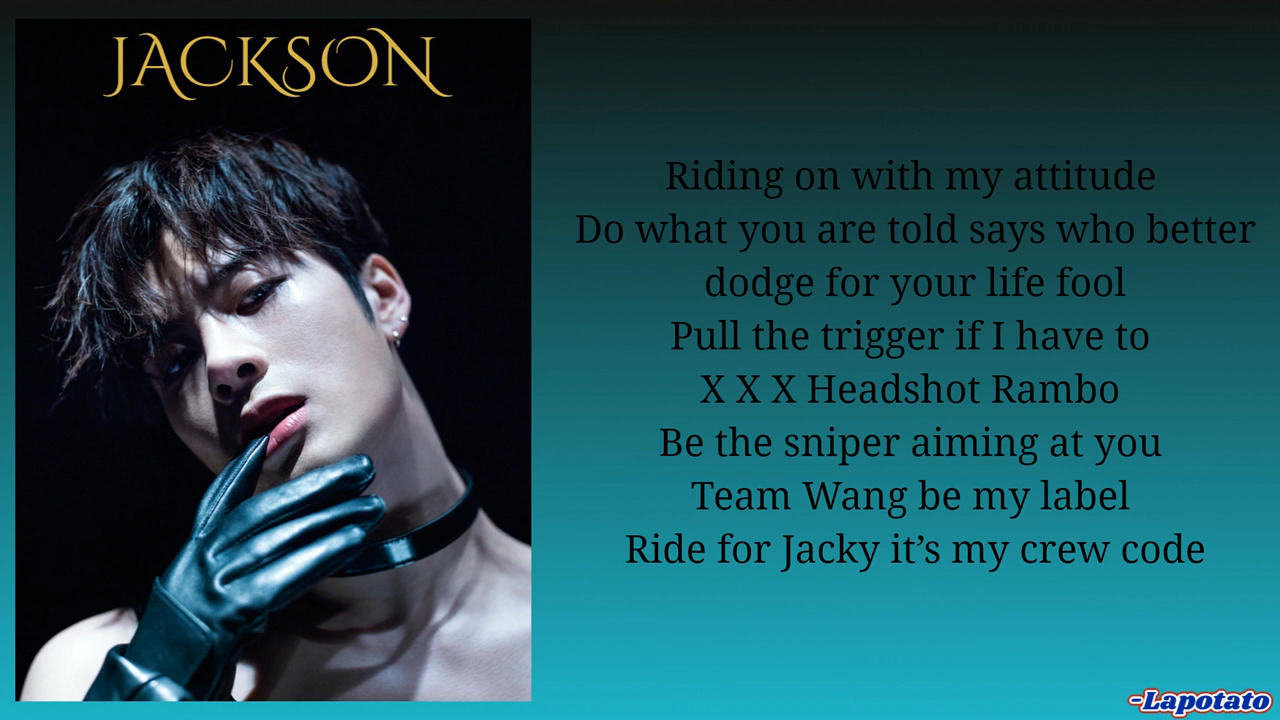 JACKSON
Riding on with my attitude
Do what you are told says who better
dodge for your life fool
Pull the trigger if I have to
X X X Headshot Rambo
Be the sniper aiming at you
Team Wang be my label
Ride for Jacky it’s my crew code
-Lapotato